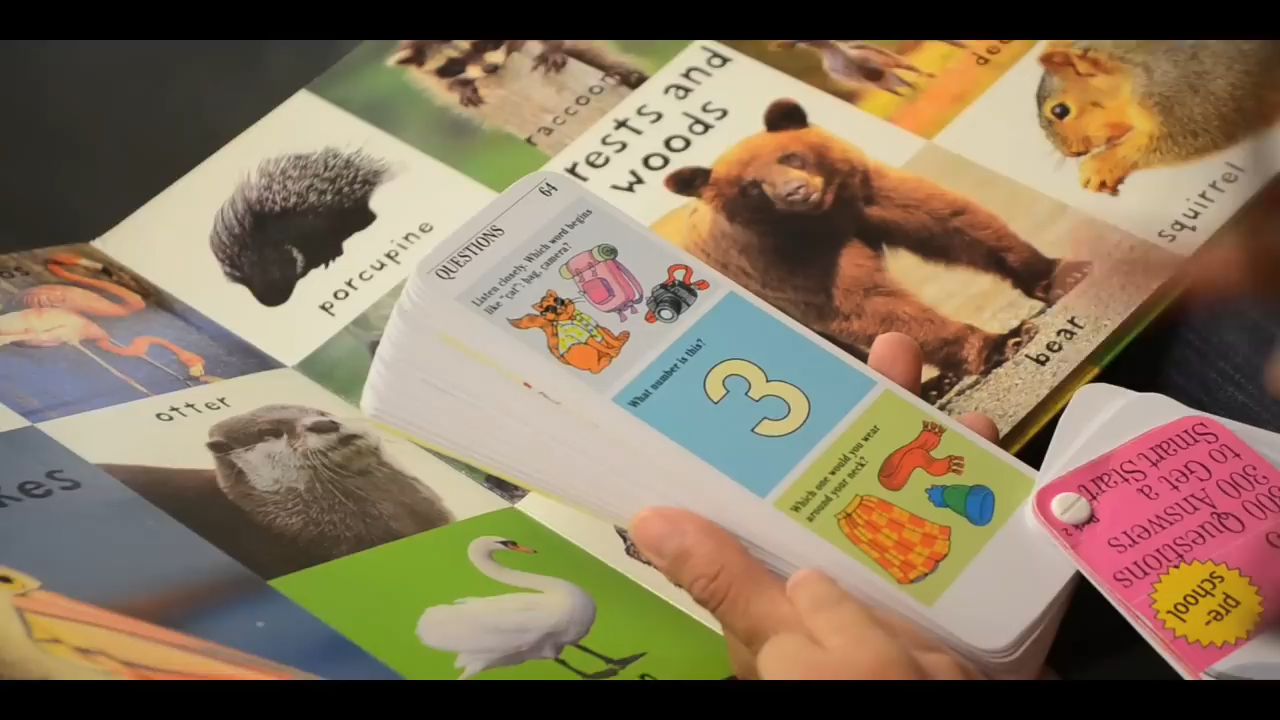 raccoon
rests and
woods
squirrel
porcupine
bear
otter
kes
QUESTIONS
64
Listen closely. Which word begins
like "cat": bag, camera?
What number is this?
Which one would you wear
around your neck?
300 Questions
300 Answers
to Get a
Smart Start
pre-
school